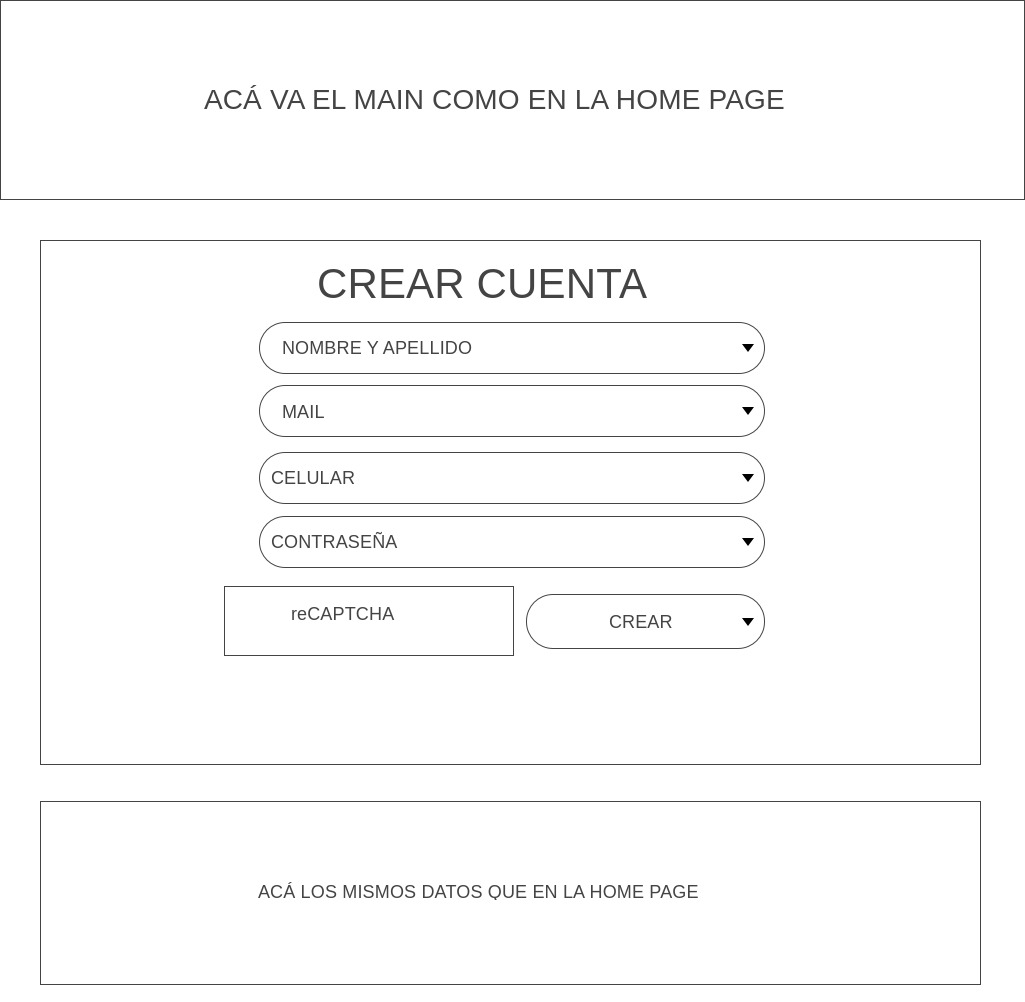 ACÁ VA EL MAIN COMO EN LA HOME PAGE
CREAR CUENTA
NOMBRE Y APELLIDO
MAIL
CELULAR
CONTRASEÑA
reCAPTCHA
CREAR
ACÁ LOS MISMOS DATOS QUE EN LA HOME PAGE